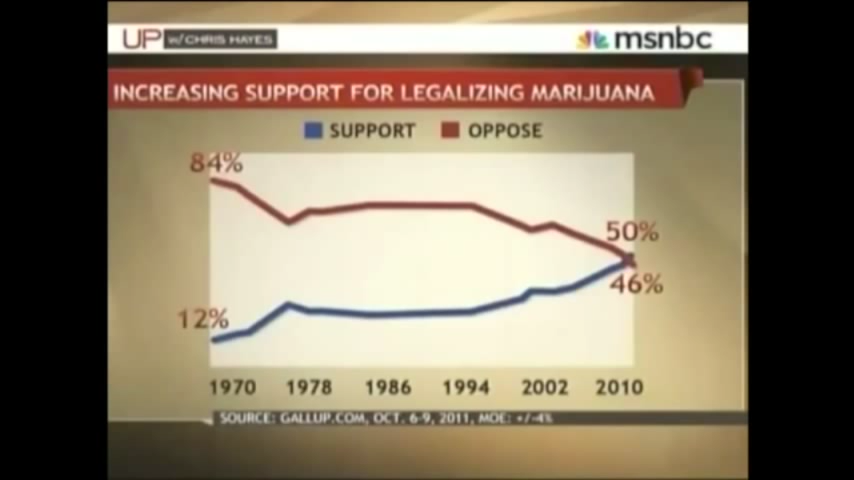 UP w/ CHRIS HAYES
msnbc
INCREASING SUPPORT FOR LEGALIZING MARIJUANA
SUPPORT OPPOSE
84%
50%
46%
12%
1970 1978 1986 1994 2002 2010
SOURCE: GALLUP.COM, OCT. 6-9, 2011, MOE: +/-4%